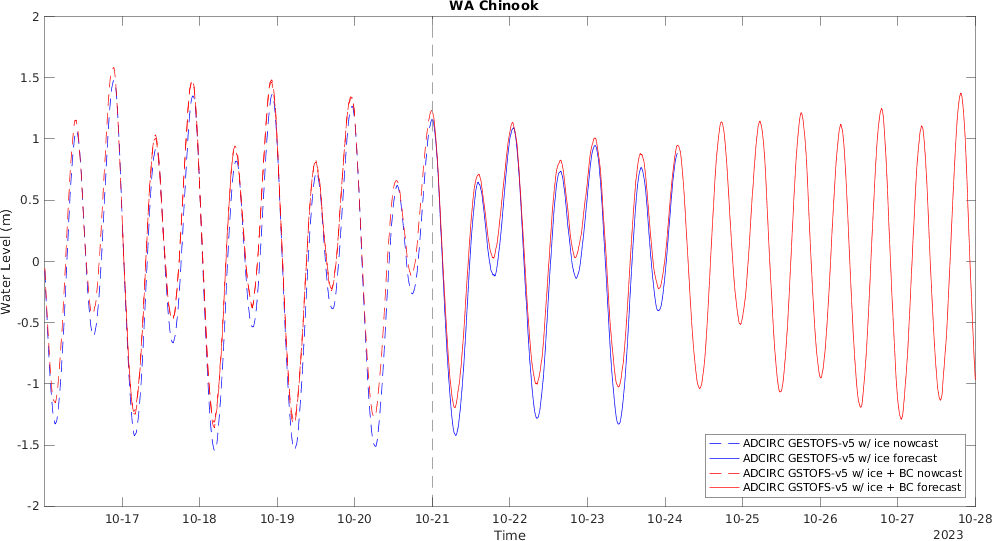 WA Chinook
2
1.5
1
0.5
0
-0.5
-1
-1.5
-2
Water Level (m)
10-17 10-18 10-19 10-20 10-21 10-22 10-23 10-24 10-25 10-26 10-27 10-28
Time
2023
ADCIRC GESTOFS-v5 w/ ice nowcast
ADCIRC GESTOFS-v5 w/ ice forecast
ADCIRC GSTOFS-v5 w/ ice + BC nowcast
ADCIRC GSTOFS-v5 w/ ice + BC forecast